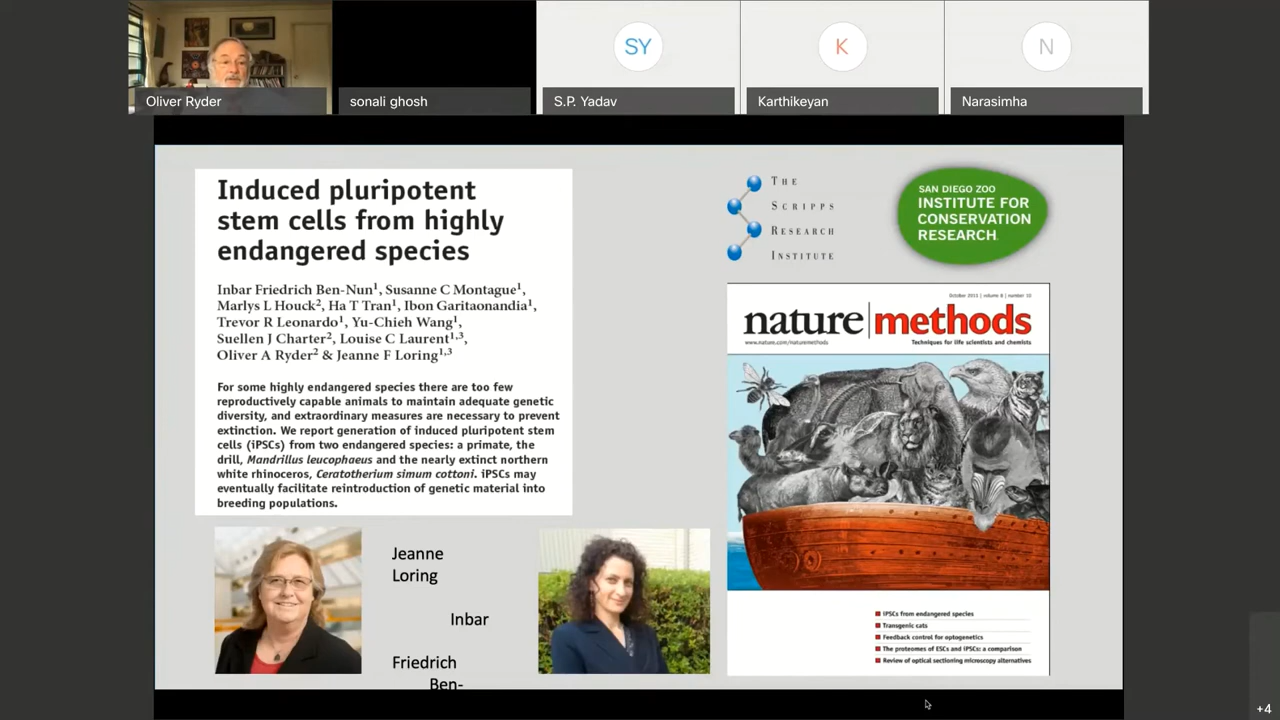 SY
K
N
Oliver Ryder
sonali ghosh
S.P. Yadav
Karthikeyan
Narasimha
Induced pluripotent
stem cells from highly
endangered species
Inbar Friedrich Ben-Nun¹, Susanne C Montague¹,
Marlys L Houck², Ha T Tran¹, Ibon Garitaonandia¹,
Trevor R Leonardo¹, Yu-Chieh Wang¹,
Suellen J Charter², Louise C Laurent¹,³,
Oliver A Ryder² & Jeanne F Loring¹,³
For some highly endangered species there are too few
reproductively capable animals to maintain adequate genetic
diversity, and extraordinary measures are necessary to prevent
extinction. We report generation of induced pluripotent stem
cells (iPSCs) from two endangered species: a primate, the
drill, Mandrillus leucophaeus and the nearly extinct northern
white rhinoceros, Ceratotherium simum cottoni. iPSCs may
eventually facilitate reintroduction of genetic material into
breeding populations.
Jeanne
Loring
Inbar
Friedrich
Ben-
THE
SCRIPPS
RESEARCH
INSTITUTE
SAN DIEGO ZOO
INSTITUTE FOR
CONSERVATION
RESEARCH
October 2011 | volume 8 | number 10
nature methods
www.nature.com/naturemethods
Techniques for life scientists and chemists
iPSCs from endangered species
Transgenic cats
Feedback control for optogenetics
The proteomes of ESCs and iPSCs: a comparison
Review of optical sectioning microscopy alternatives
+4